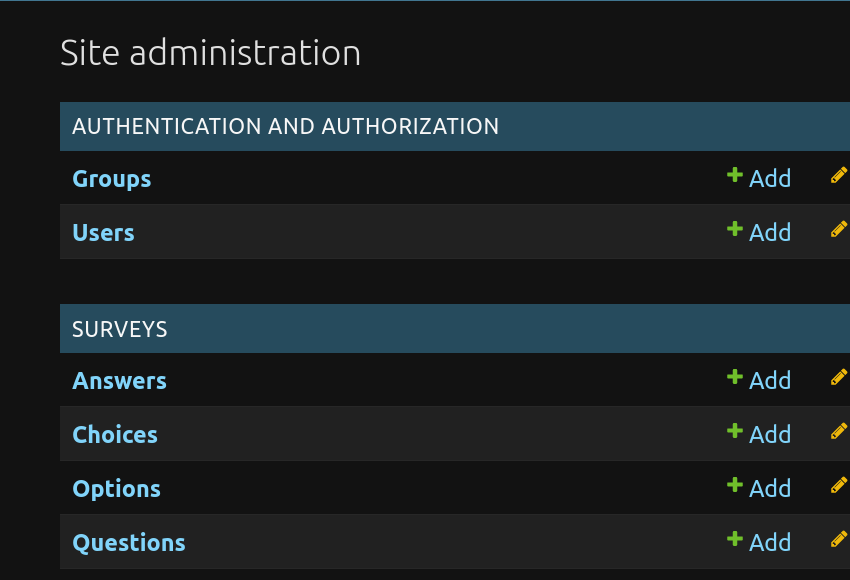 Site administration
AUTHENTICATION AND AUTHORIZATION
Groups Add
Users Add
SURVEYS
Answers Add
Choices Add
Options Add
Questions Add